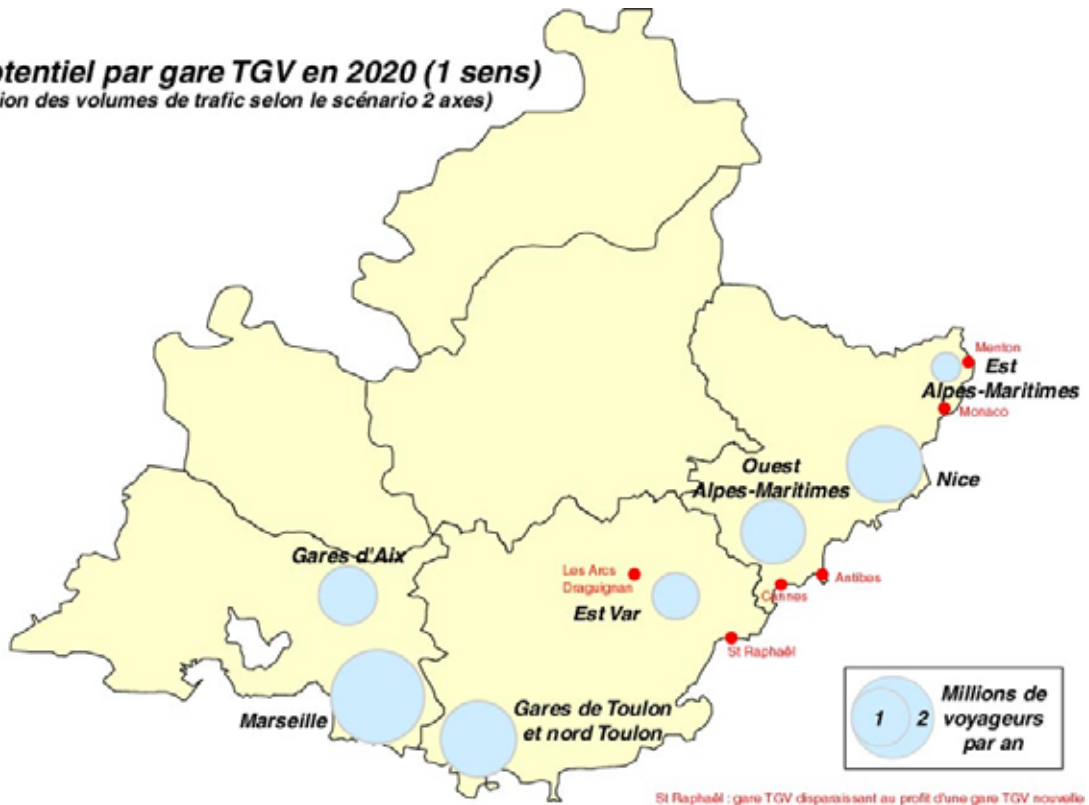 otentiel par gare TGV en 2020 (1 sens)
ion des volumes de trafic selon le scénario 2 axes)
Menton
Est
Alpes-Maritimes
Monaco
Ouest
Alpes-Maritimes
Nice
Gares d'Aix
Les Arcs
Draguignan
Antibes
Cannes
Est Var
St Raphaël
Marseille
Gares de Toulon
et nord Toulon
1 2
Millions de
voyageurs
par an
St Raphaël : gare TGV disparaissant au profit d'une gare TGV nouvelle